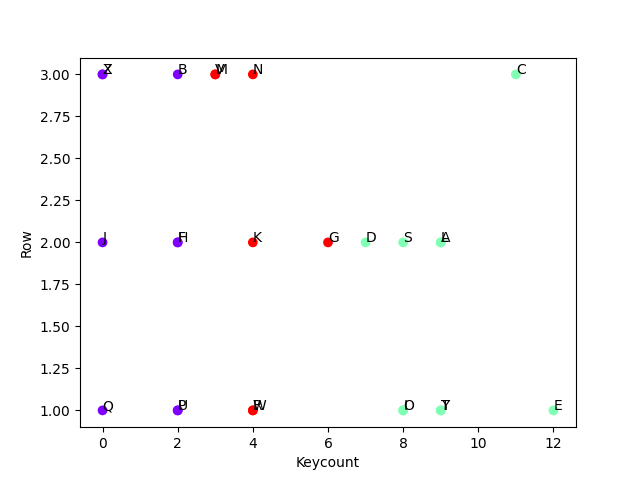 3.00 Z X B V M N C
2.75
2.50
2.25
2.00 J F H K G D S A L
1.75
1.50
1.25
1.00 Q P U R W I O T Y E
0 2 4 6 8 10 12
Keycount
Row